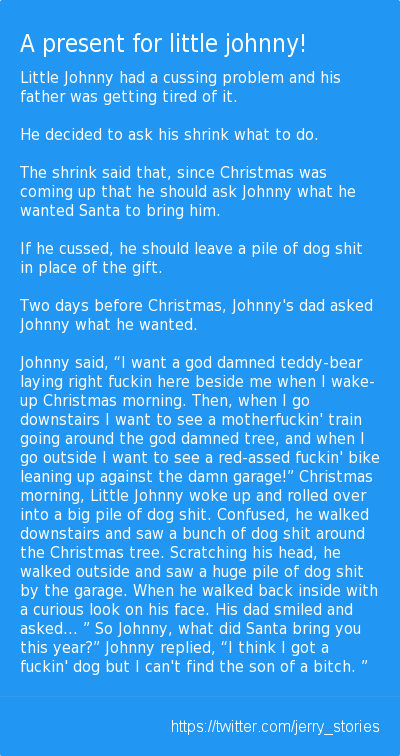 A present for little johnny!
Little Johnny had a cussing problem and his
father was getting tired of it.
He decided to ask his shrink what to do.
The shrink said that, since Christmas was
coming up that he should ask Johnny what he
wanted Santa to bring him.
If he cussed, he should leave a pile of dog shit
in place of the gift.
Two days before Christmas, Johnny's dad asked
Johnny what he wanted.
Johnny said, “I want a god damned teddy-bear
laying right fuckin here beside me when I wake-
up Christmas morning. Then, when I go
downstairs I want to see a motherfuckin' train
going around the god damned tree, and when I
go outside I want to see a red-assed fuckin' bike
leaning up against the damn garage!” Christmas
morning, Little Johnny woke up and rolled over
into a big pile of dog shit. Confused, he walked
downstairs and saw a bunch of dog shit around
the Christmas tree. Scratching his head, he
walked outside and saw a huge pile of dog shit
by the garage. When he walked back inside with
a curious look on his face. His dad smiled and
asked... ” So Johnny, what did Santa bring you
this year?” Johnny replied, “I think I got a
fuckin' dog but I can't find the son of a bitch. ”
https://twitter.com/jerry_stories